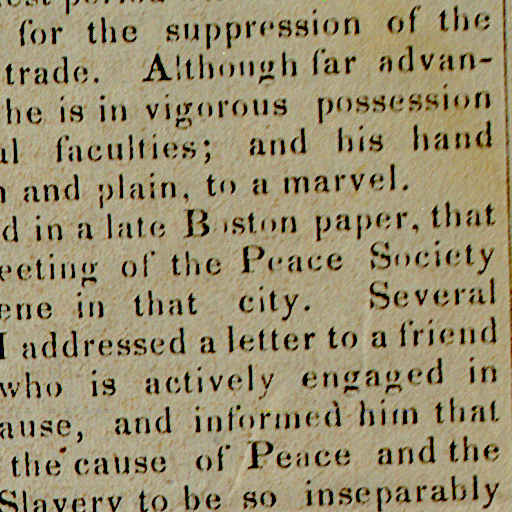 for the suppression of the
trade. Although far advan-
he is in vigorous possession
faculties; and his hand
and plain, to a marvel.
d in a late Boston paper, that
eeting of the Peace Society
ene in that city. Several
I addressed a letter to a friend
who is actively engaged in
ause, and informed him that
the cause of Peace and the
Slavery to be so inseparably